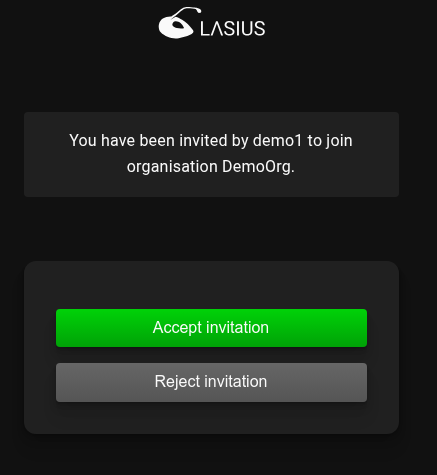 LASIUS
You have been invited by demo1 to join
organisation DemoOrg.
Accept invitation
Reject invitation